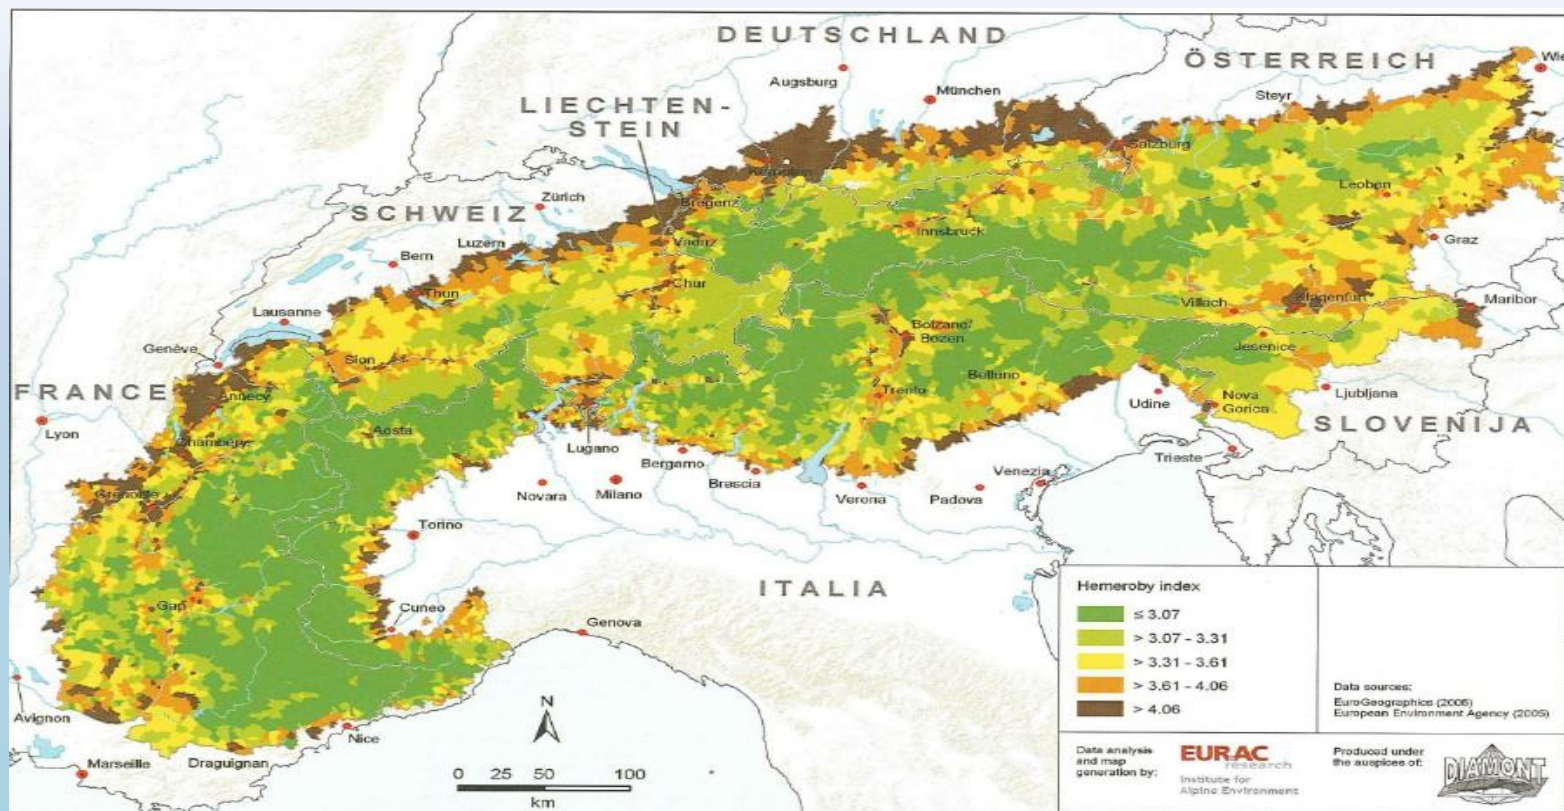 DEUTSCHLAND
ÖSTERREICH
Augsburg
München
Steyr
Wie
LIECHTEN-
STEIN
Salzburg
Kempten
Leoben
Zürich
Bregenz
SCHWEIZ
Innsbruck
Luzern
Vaduz
Graz
Bern
Chur
Thun
Villach
Klagenfurt
Maribor
Lausanne
Bolzano/
Bozen
Jesenice
Genève
Sion
Belluno
FRANCE
Annecy
Trento
Udine
Nova
Gorica
Ljubljana
SLOVENIJA
Lyon
Chambéry
Aosta
Lugano
Bergamo
Trieste
Venezia
Brescia
Grenoble
Novara
Milano
Verona
Padova
Torino
ITALIA
Gap
Cuneo
Genova
Avignon
Nice
Marseille
Draguignan
N
0 25 50 100
km
Hemeroby index
≤ 3.07
> 3.07 - 3.31
> 3.31 - 3.61
> 3.61 - 4.06
> 4.06
Data sources:
EuroGeographics (2006)
European Environment Agency (2005)
Data analysis
and map
generation by:
EURAC
research
Institute for
Alpine Environment
Produced under
the auspices of:
DIAMONT